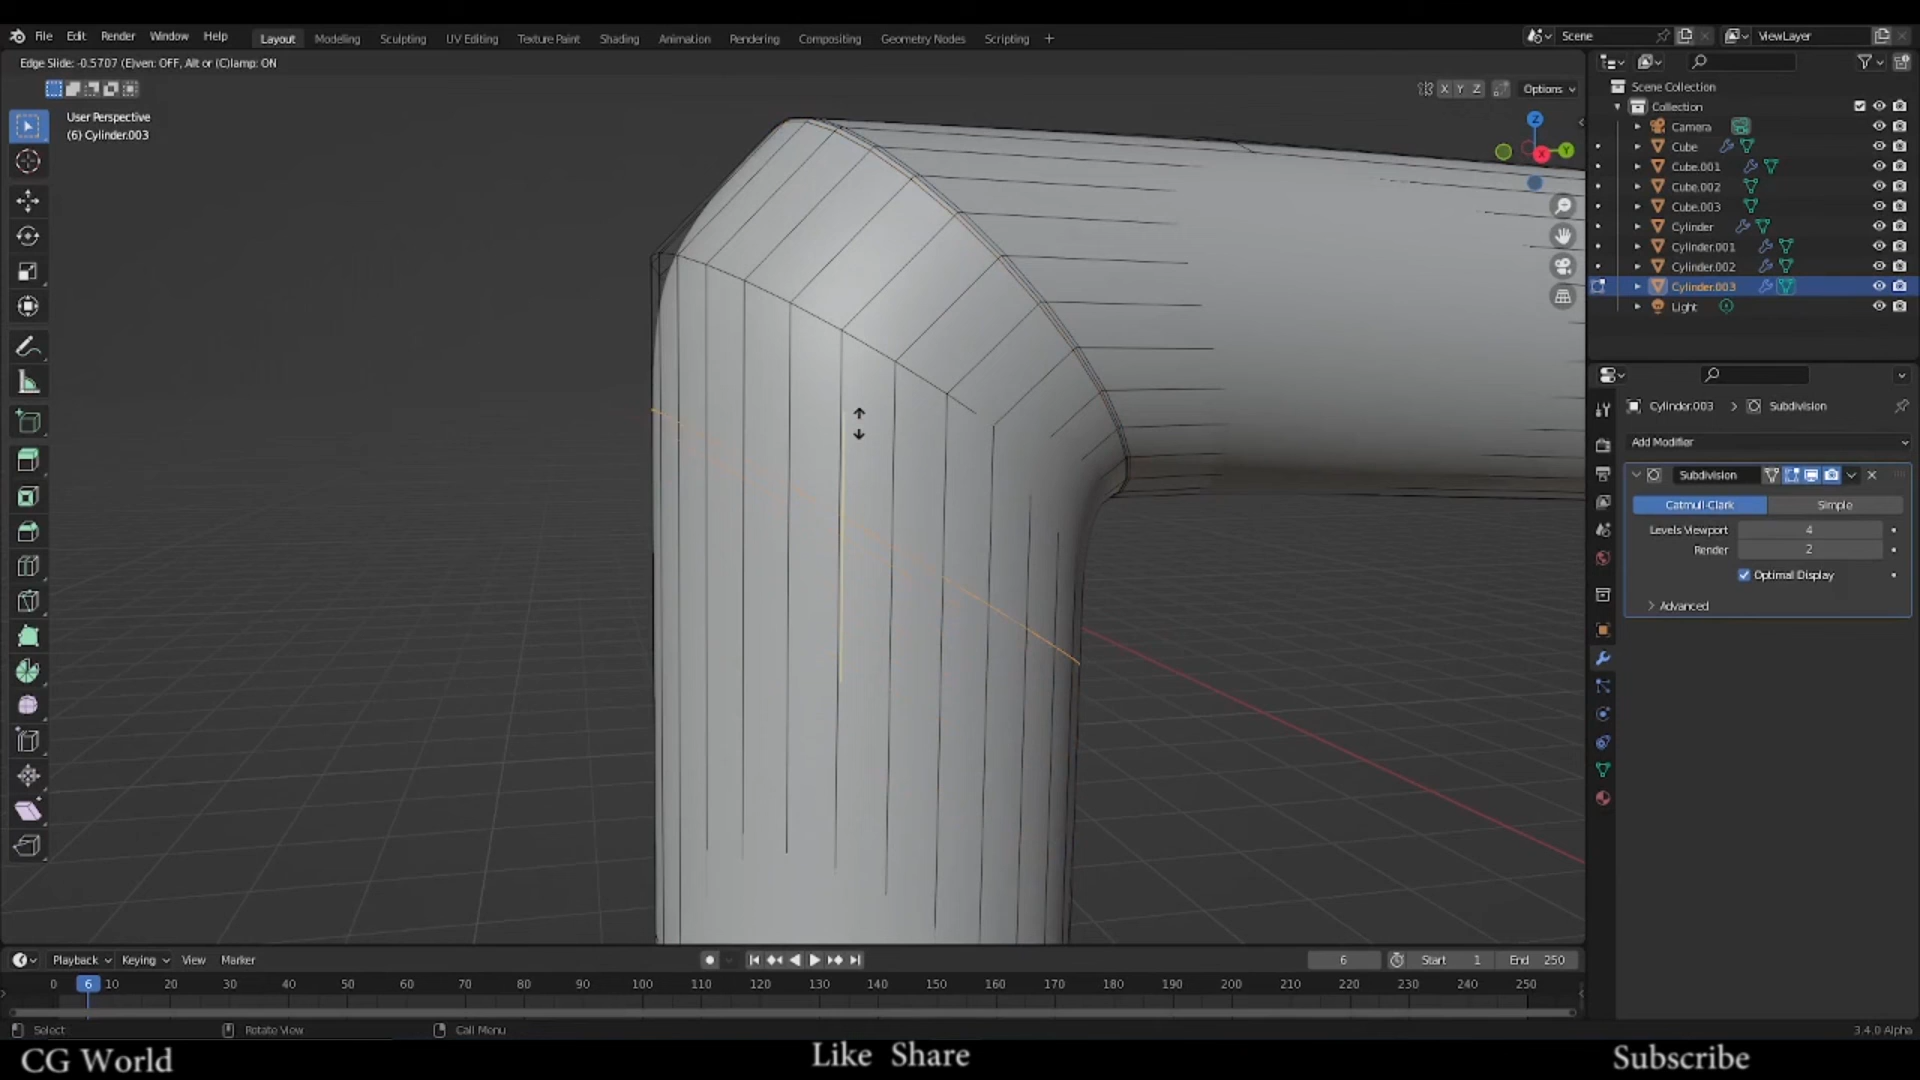 File Edit Render Window Help Layout Modeling Sculpting UV Editing Texture Paint Shading Animation Rendering Compositing Geometry Nodes Scripting + Scene ViewLayer
Edge Slide: -0.5707 (E)ven: OFF, Alt or (C)lamp: ON
X Y Z Options
User Perspective
(6) Cylinder.003
Z
Y
X
Scene Collection
Collection
Camera
Cube
Cube.001
Cube.002
Cube.003
Cylinder
Cylinder.001
Cylinder.002
Cylinder.003
Light
Cylinder.003 > Subdivision
Add Modifier
Subdivision
Catmull-Clark Simple
Levels Viewport 4
Render 2
Optimal Display
Advanced
Playback Keying View Marker 6 Start 1 End 250
0 6 10 20 30 40 50 60 70 80 90 100 110 120 130 140 150 160 170 180 190 200 210 220 230 240 250
Select Rotate View Call Menu 3.4.0 Alpha
CG World Like Share Subscribe